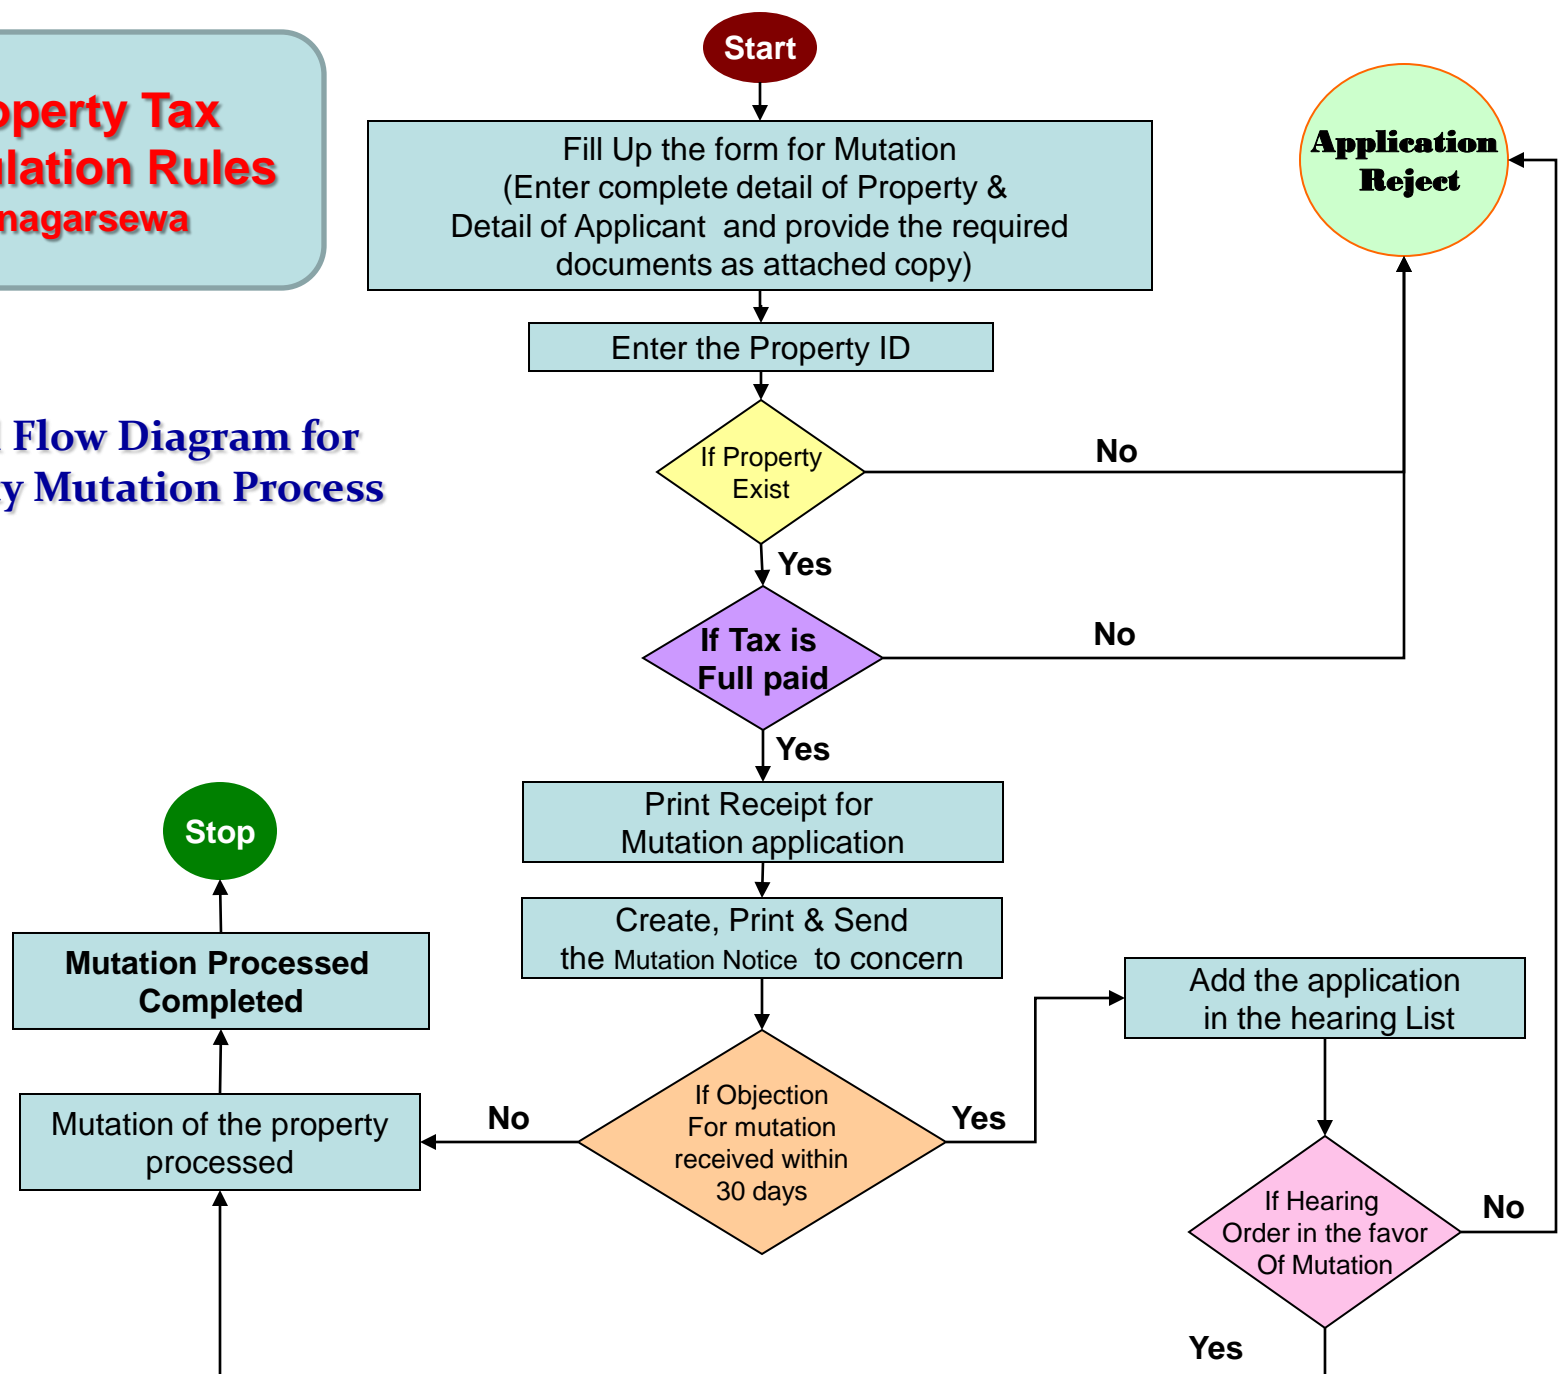 Start
operty Tax
ulation Rules
nagarsewa
Fill Up the form for Mutation
(Enter complete detail of Property &
Detail of Applicant and provide the required
documents as attached copy)
Application
Reject
Enter the Property ID
Flow Diagram for
y Mutation Process
If Property
Exist
No
Yes
If Tax is
Full paid
No
Yes
Print Receipt for
Mutation application
Stop
Create, Print & Send
the Mutation Notice to concern
Mutation Processed
Completed
Add the application
in the hearing List
If Objection
For mutation
received within
30 days
No
Yes
Mutation of the property
processed
If Hearing
Order in the favor
Of Mutation
No
Yes